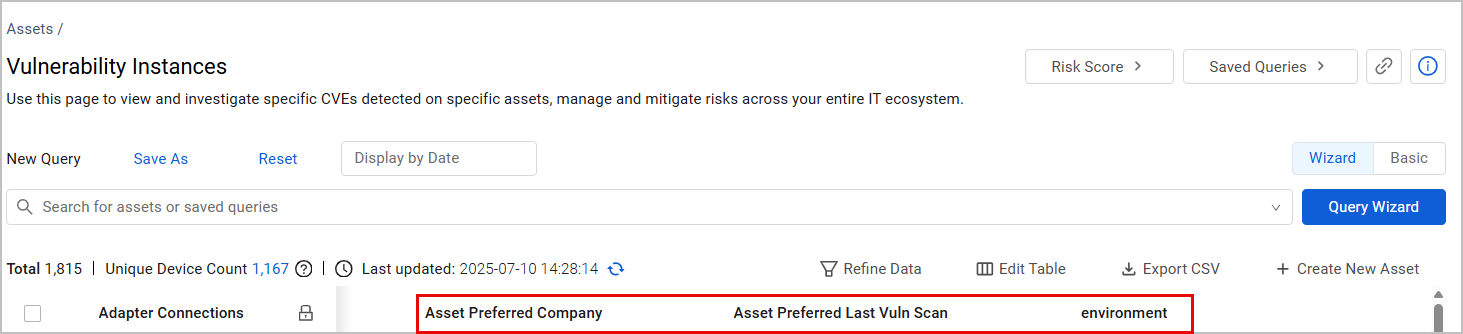 Assets /
Vulnerability Instances
Risk Score
Saved Queries
Use this page to view and investigate specific CVEs detected on specific assets, manage and mitigate risks across your entire IT ecosystem.
New Query Save As Reset Display by Date Wizard Basic
Search for assets or saved queries Query Wizard
Total 1,815 | Unique Device Count 1,167 | Last updated: 2025-07-10 14:28:14 Refine Data Edit Table Export CSV + Create New Asset
Adapter Connections Asset Preferred Company Asset Preferred Last Vuln Scan environment